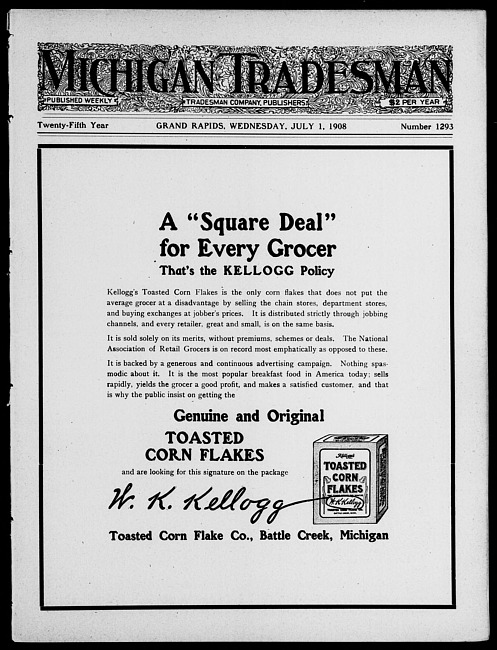 MICHIGAN TRADESMAN
PUBLISHED WEEKLY
TRADESMAN COMPANY, PUBLISHERS
$2 PER YEAR
Twenty-Fifth Year
GRAND RAPIDS, WEDNESDAY, JULY 1, 1908
Number 1293
A "Square Deal"
for Every Grocer
That's the KELLOGG Policy
Kellogg's Toasted Corn Flakes is the only corn flakes that does not put the
average grocer at a disadvantage by selling the chain stores, department stores,
and buying exchanges at jobber's prices. It is distributed strictly through jobbing
channels, and every retailer, great and small, is on the same basis.
It is sold solely on its merits, without premiums, schemes or deals. The National
Association of Retail Grocers is on record most emphatically as opposed to these.
It is backed by a generous and continuous advertising campaign. Nothing spas-
modic about it. It is the most popular breakfast food in America today; sells
rapidly, yields the grocer a good profit, and makes a satisfied customer, and that
is why the public insist on getting the
Genuine and Original
TOASTED
CORN FLAKES
and are looking for this signature on the package
W. K. Kellogg
Kellogg's
TOASTED
CORN
FLAKES
W. K. Kellogg
Toasted Corn Flake Co., Battle Creek, Michigan